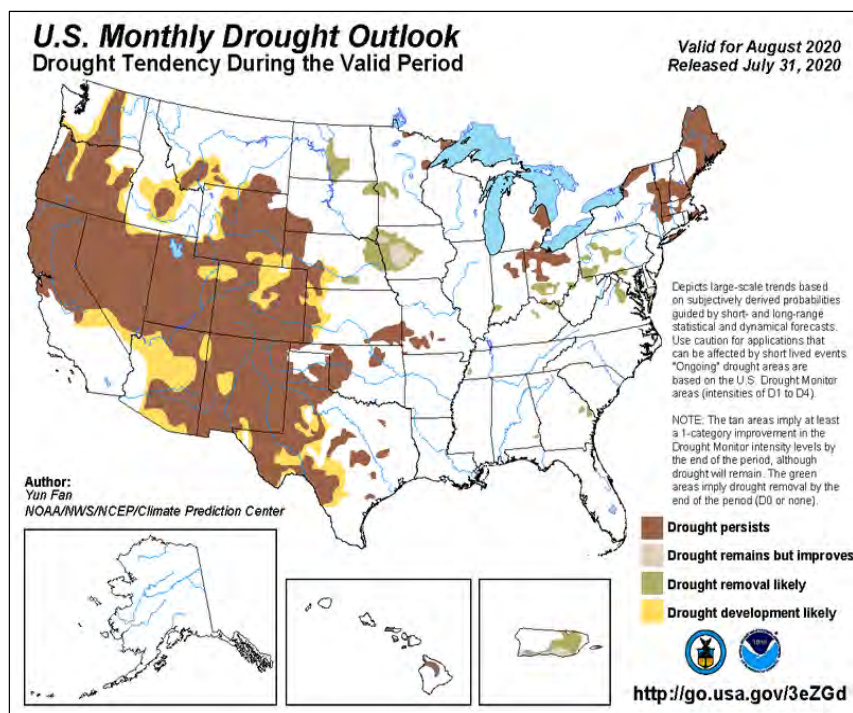 U.S. Monthly Drought Outlook
Drought Tendency During the Valid Period
Valid for August 2020
Released July 31, 2020
Depicts large-scale trends based
on subjectively derived probabilities
guided by short- and long-range
statistical and dynamical forecasts.
Use caution for applications that
can be affected by short lived events.
"Ongoing" drought areas are
based on the U.S. Drought Monitor
areas (intensities of D1 to D4).
NOTE: The tan areas imply at least
a 1-category improvement in the
Drought Monitor intensity levels by
the end of the period, although
drought will remain. The green
areas imply drought removal by the
end of the period (D0 or none).
Author:
Yun Fan
NOAA/NWS/NCEP/Climate Prediction Center
Drought persists
Drought remains but improves
Drought removal likely
Drought development likely
http://go.usa.gov/3eZGd